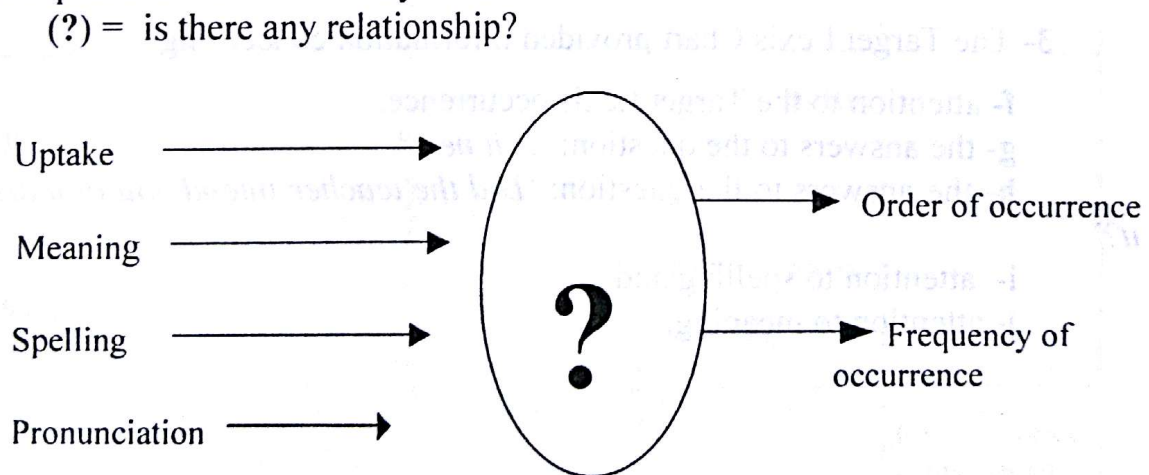 (?) = is there any relationship?
Uptake
Order of occurrence
Meaning
?
Spelling
Frequency of
occurrence
Pronunciation